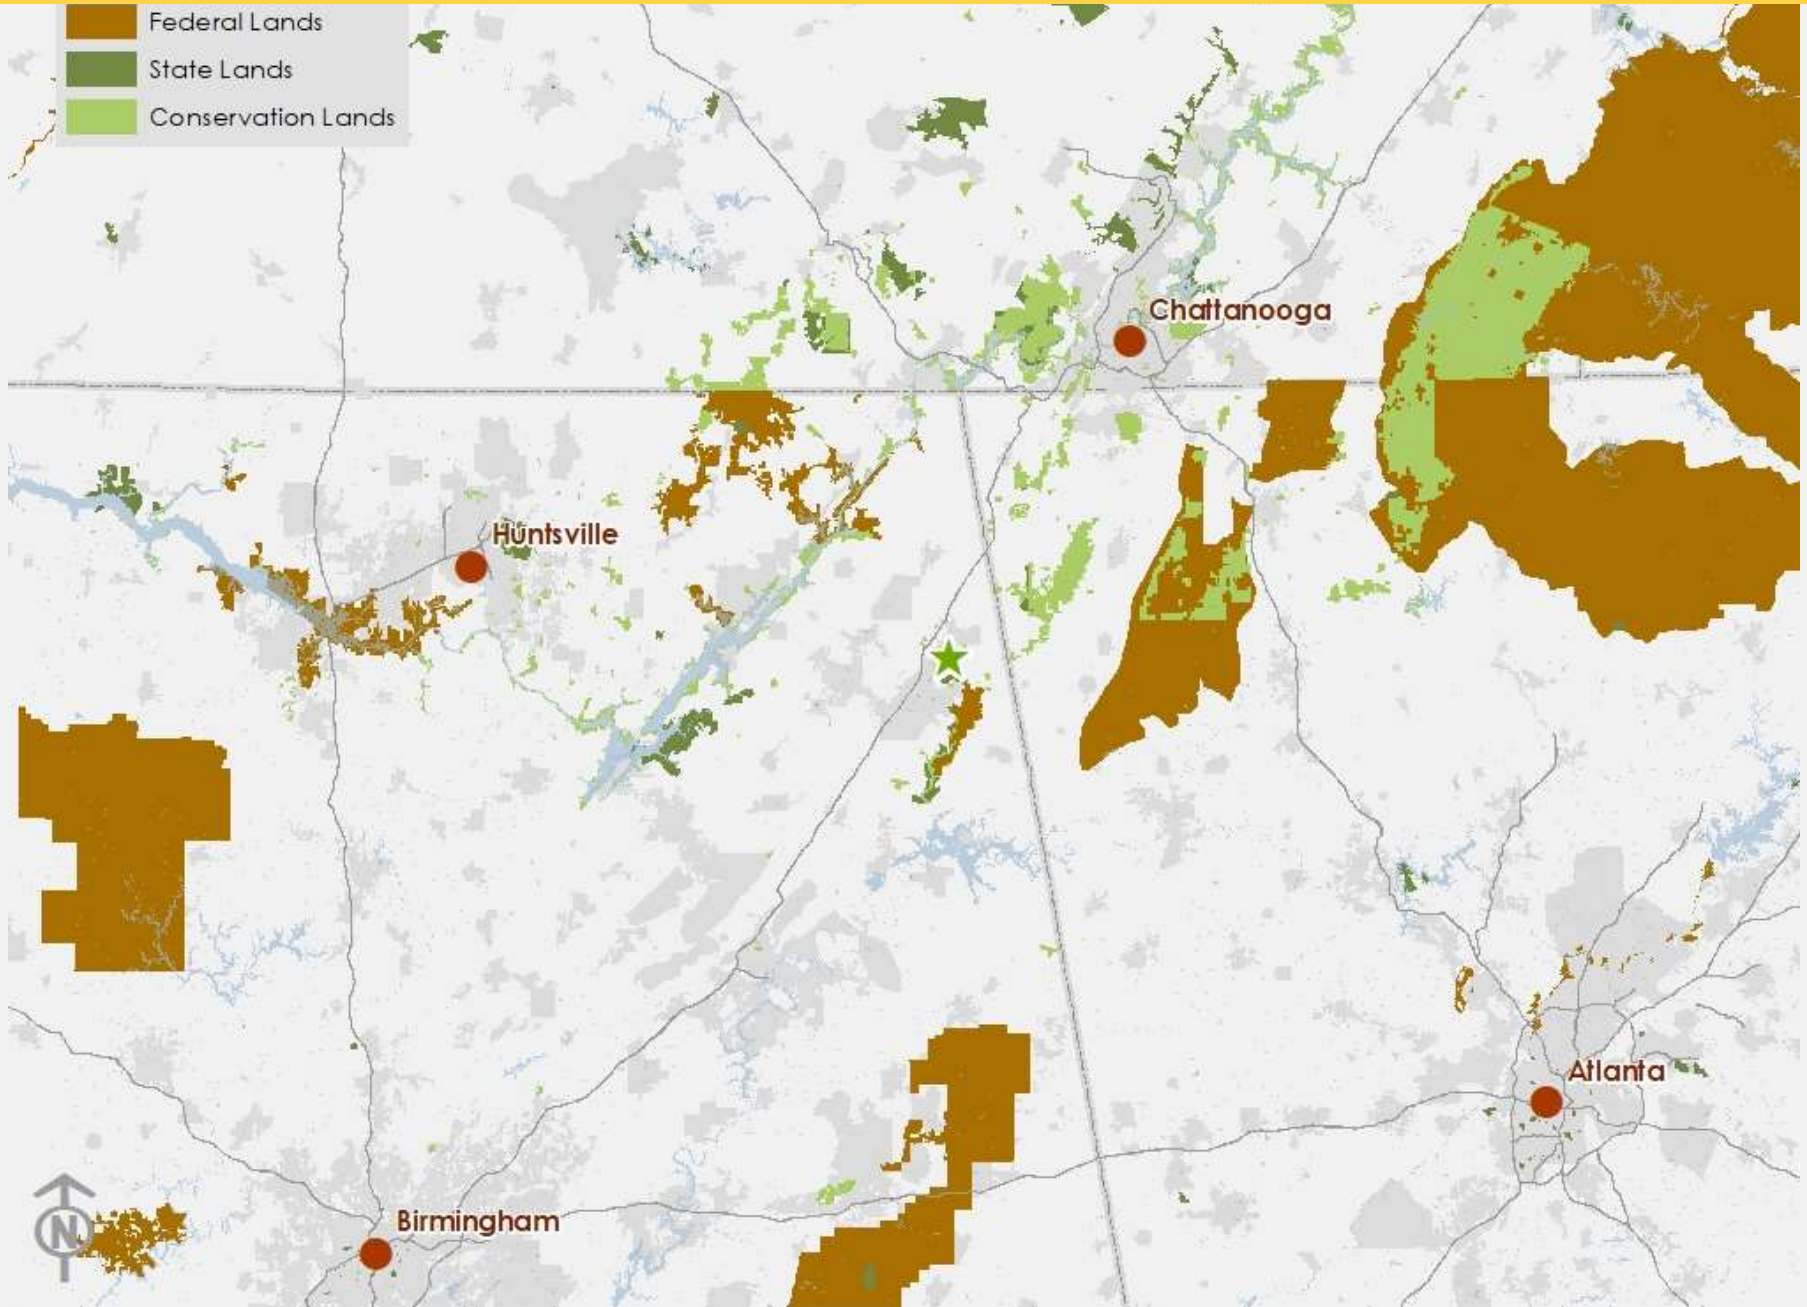 Federal Lands
State Lands
Conservation Lands
Chattanooga
Huntsville
Atlanta
Birmingham
N